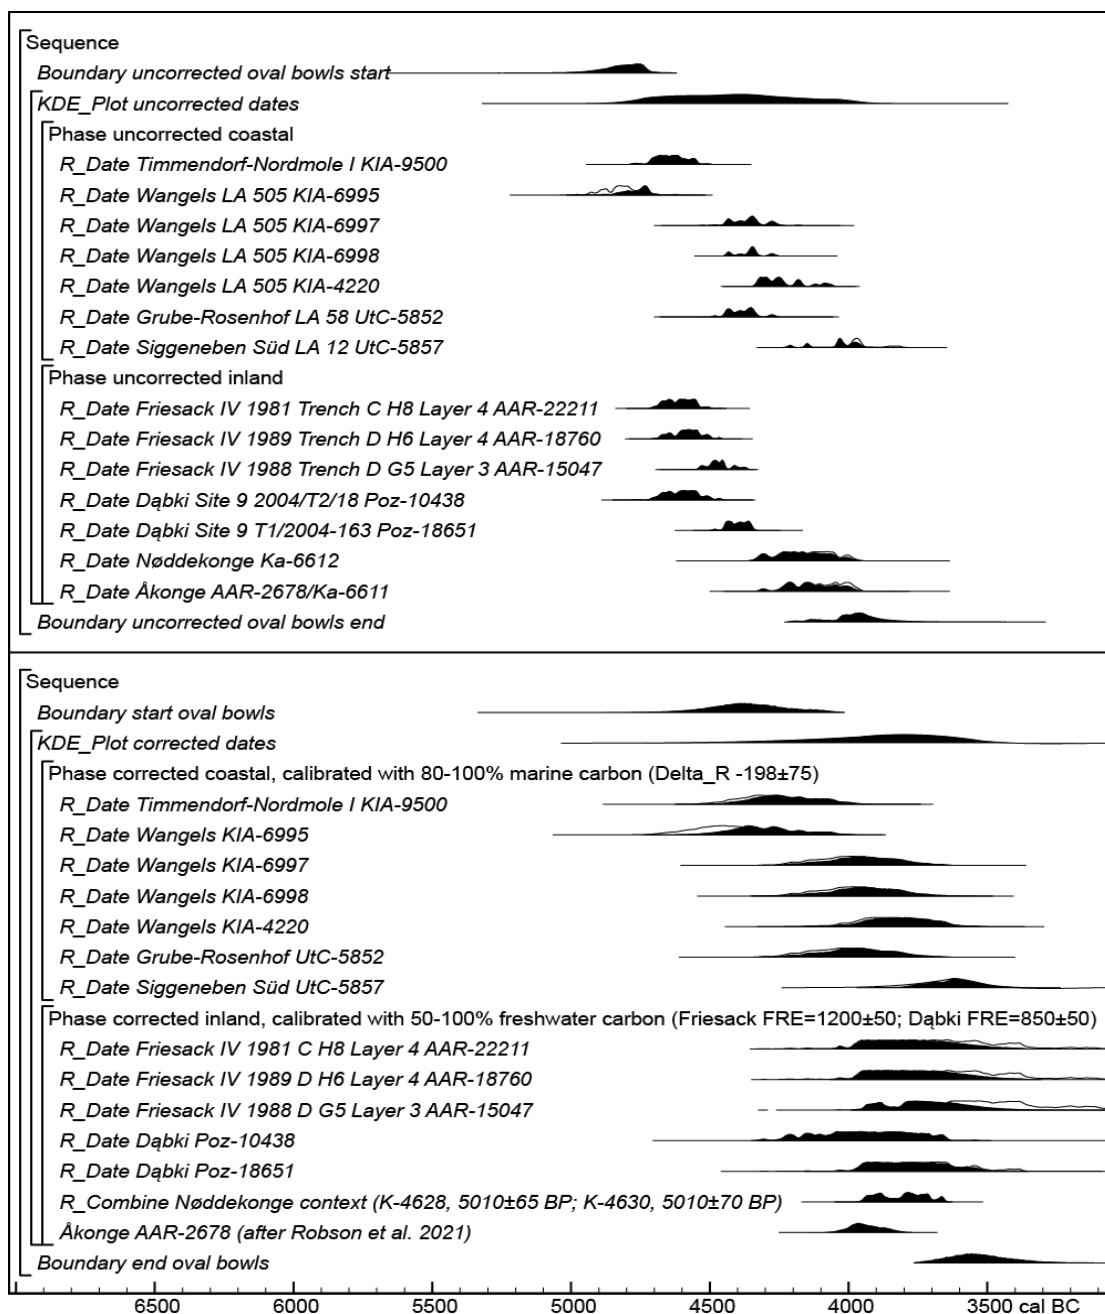 Sequence
Boundary uncorrected oval bowls start
KDE_Plot uncorrected dates
Phase uncorrected coastal
R_Date Timmendorf-Nordmole I KIA-9500
R_Date Wangels LA 505 KIA-6995
R_Date Wangels LA 505 KIA-6997
R_Date Wangels LA 505 KIA-6998
R_Date Wangels LA 505 KIA-4220
R_Date Grube-Rosenhof LA 58 UtC-5852
R_Date Siggeneben Süd LA 12 UtC-5857
Phase uncorrected inland
R_Date Friesack IV 1981 Trench C H8 Layer 4 AAR-22211
R_Date Friesack IV 1989 Trench D H6 Layer 4 AAR-18760
R_Date Friesack IV 1988 Trench D G5 Layer 3 AAR-15047
R_Date Dąbki Site 9 2004/T2/18 Poz-10438
R_Date Dąbki Site 9 T1/2004-163 Poz-18651
R_Date Nøddekonge Ka-6612
R_Date Åkonge AAR-2678/Ka-6611
Boundary uncorrected oval bowls end
Sequence
Boundary start oval bowls
KDE_Plot corrected dates
Phase corrected coastal, calibrated with 80-100% marine carbon (Delta_R -198±75)
R_Date Timmendorf-Nordmole I KIA-9500
R_Date Wangels KIA-6995
R_Date Wangels KIA-6997
R_Date Wangels KIA-6998
R_Date Wangels KIA-4220
R_Date Grube-Rosenhof UtC-5852
R_Date Siggeneben Süd UtC-5857
Phase corrected inland, calibrated with 50-100% freshwater carbon (Friesack FRE=1200±50; Dąbki FRE=850±50)
R_Date Friesack IV 1981 C H8 Layer 4 AAR-22211
R_Date Friesack IV 1989 D H6 Layer 4 AAR-18760
R_Date Friesack IV 1988 D G5 Layer 3 AAR-15047
R_Date Dąbki Poz-10438
R_Date Dąbki Poz-18651
R_Combine Nøddekonge context (K-4628, 5010±65 BP; K-4630, 5010±70 BP)
Åkonge AAR-2678 (after Robson et al. 2021)
Boundary end oval bowls
6500 6000 5500 5000 4500 4000 3500 cal BC